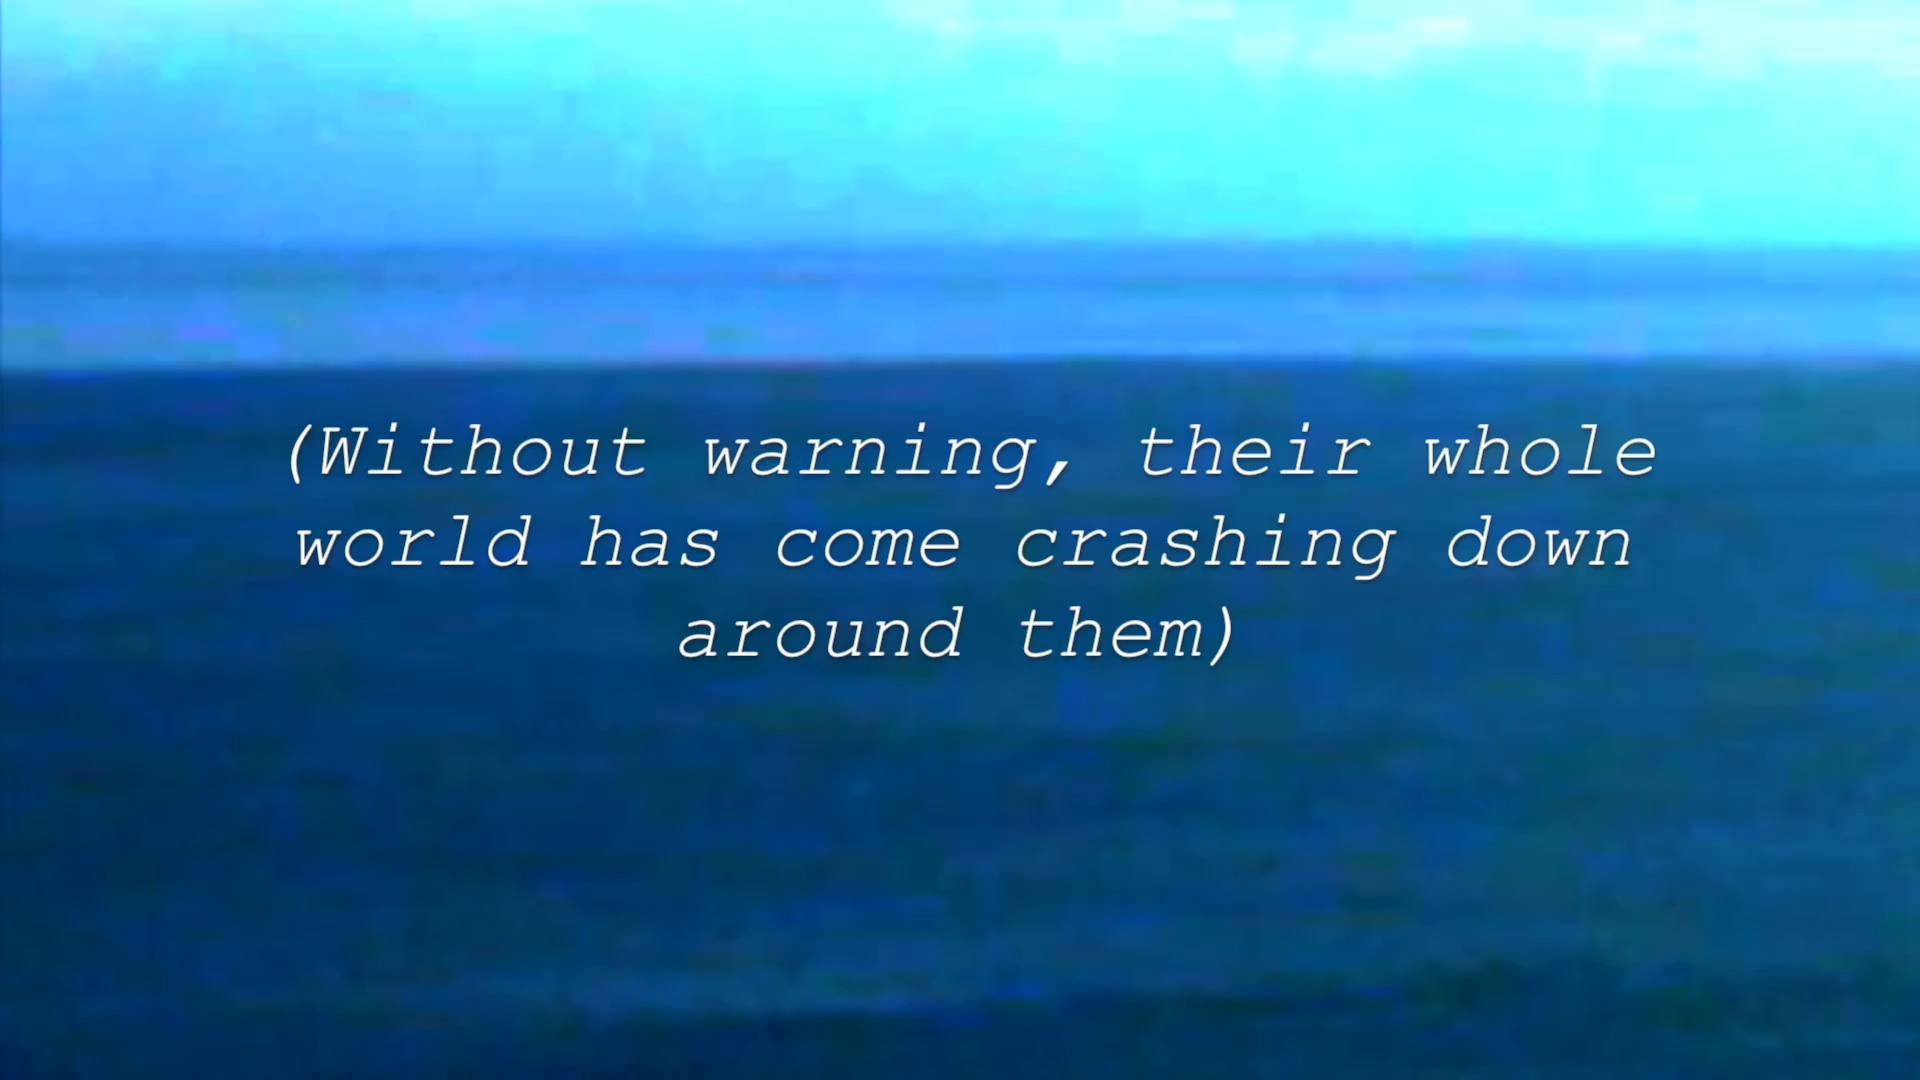 (Without warning, their whole
world has come crashing down
around them)